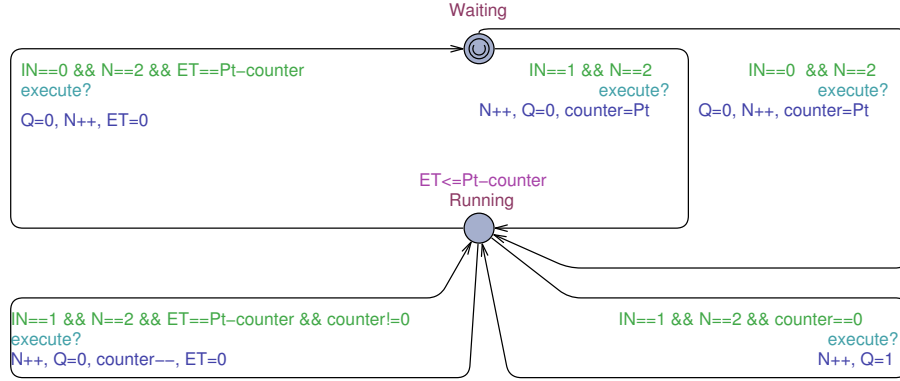 Waiting
IN==0 && N==2 && ET==Pt−counter
execute?
Q=0, N++, ET=0
IN==1 && N==2
execute?
N++, Q=0, counter=Pt
IN==0 && N==2
execute?
Q=0, N++, counter=Pt
ET<=Pt−counter
Running
IN==1 && N==2 && ET==Pt−counter && counter!=0
execute?
N++, Q=0, counter−−, ET=0
IN==1 && N==2 && counter==0
execute?
N++, Q=1